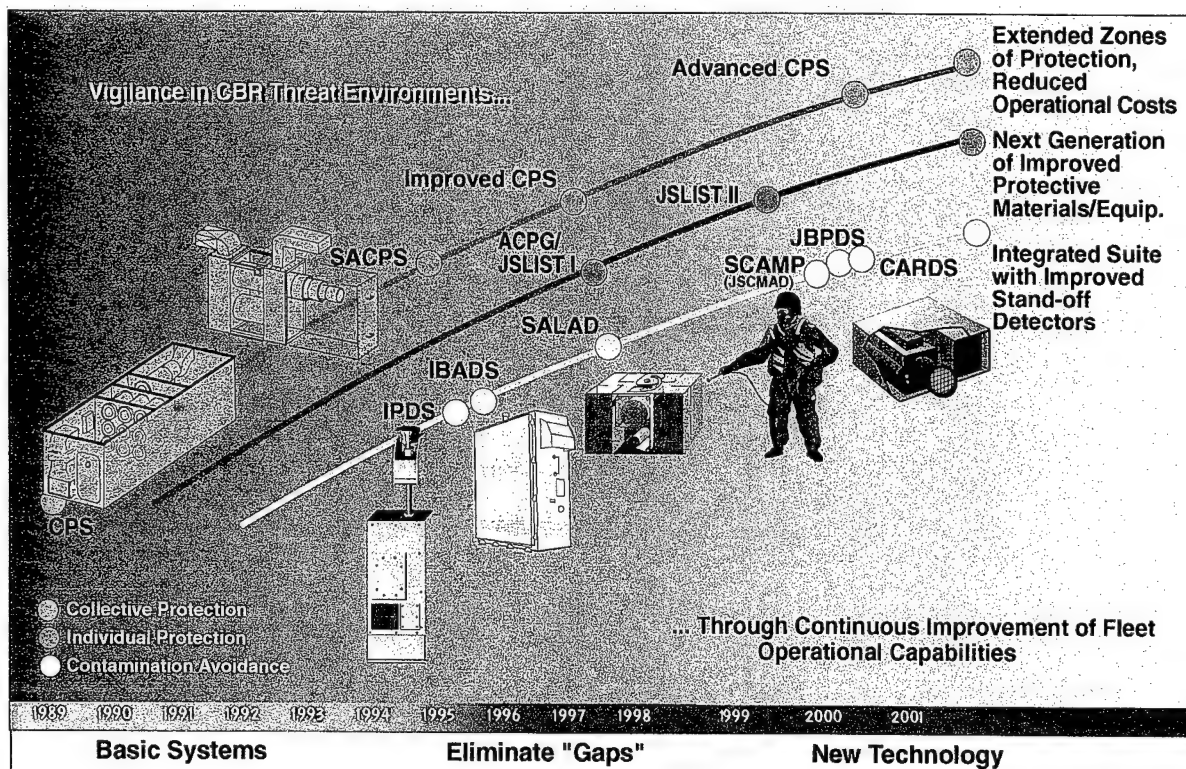 Extended Zones
of Protection,
Reduced
Operational Costs
Advanced CPS
Vigilance in CBR Threat Environments...
Next Generation
of Improved
Protective
Materials/Equip.
Improved CPS
JSLIST II
ACPG/
JSLIST I
SACPS
JBPDS
SCAMP
(JSCMAD)
CARDS
Integrated Suite
with Improved
Stand-off
Detectors
SALAD
IBADS
IPDS
CPS
Collective Protection
Individual Protection
Contamination Avoidance
... Through Continuous Improvement of Fleet
Operational Capabilities
1989 1990 1991 1992 1993 1994 1995 1996 1997 1998 1999 2000 2001
Basic Systems Eliminate "Gaps" New Technology